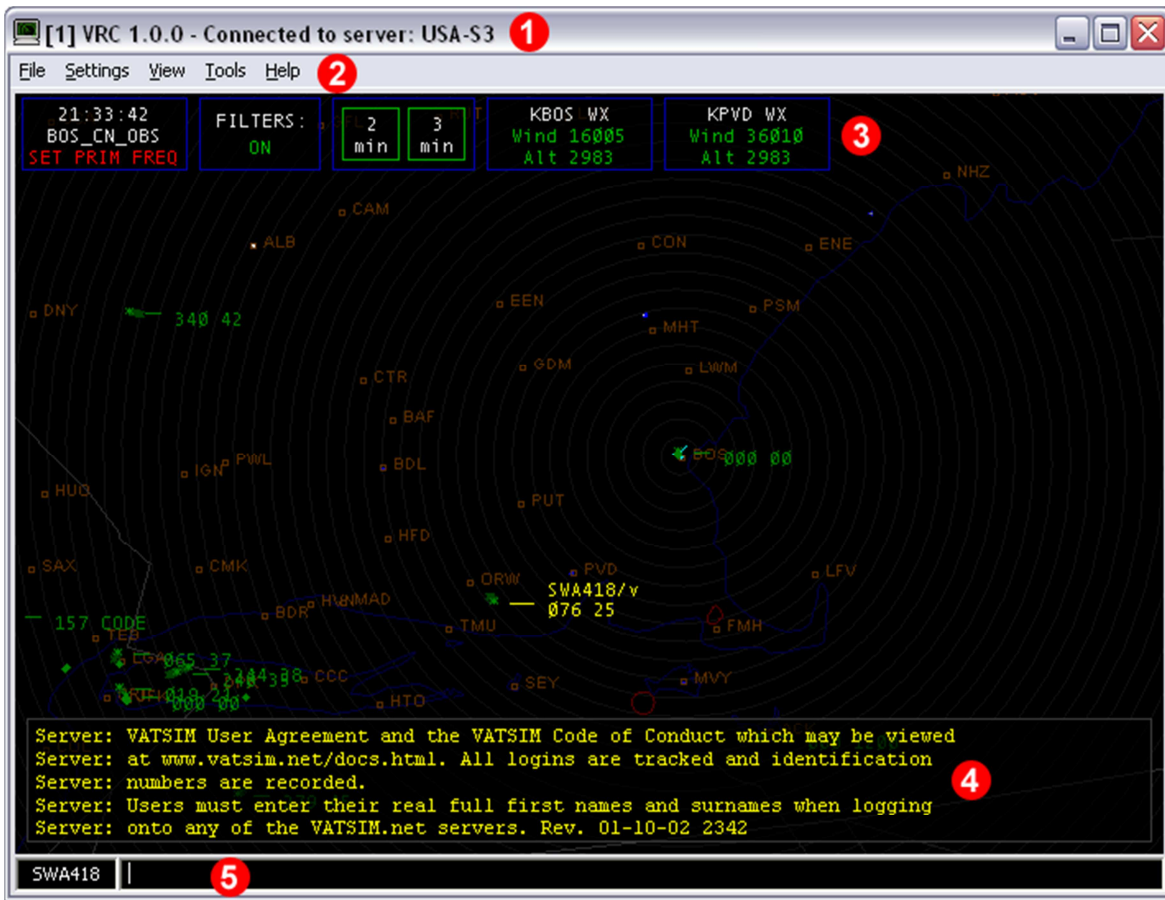 [1] VRC 1.0.0 - Connected to server: USA-S3 1
File Settings View Tools Help 2
21:33:42
BOS_CN_OBS
SET PRIM FREQ
FILTERS:
ON
2
min
3
min
KBOS WX
Wind 16005
Alt 2983
KPVD WX
Wind 36010
Alt 2983
3
NHZ
CAM
ALB
CON
ENE
DNY
340 42
EEN
PSM
MHT
GDM
LWM
CTR
BAF
BOS
000 00
IGN
PWL
BDL
HUO
PUT
HFD
SAX
CMK
ORW
PVD
LFV
SWA418/v
076 25
BDR
MAD
157 CODE
TEB
TMU
FMH
LGA
065 37
CCC
SEY
MVY
019 21
000 00
HTO
Server: VATSIM User Agreement and the VATSIM Code of Conduct which may be viewed
Server: at www.vatsim.net/docs.html. All logins are tracked and identification
Server: numbers are recorded.
Server: Users must enter their real full first names and surnames when logging
Server: onto any of the VATSIM.net servers. Rev. 01-10-02 2342
4
SWA418
5